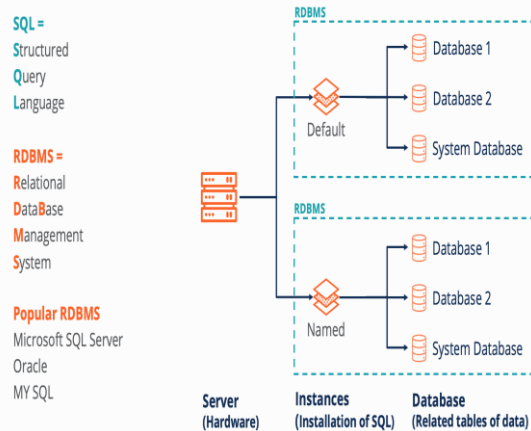 SQL =
Structured
Query
Language
RDBMS =
Relational
DataBase
Management
System
Popular RDBMS
Microsoft SQL Server
Oracle
MY SQL
RDBMS
Default
Database 1
Database 2
System Database
RDBMS
Named
Database 1
Database 2
System Database
Server
(Hardware)
Instances
(Installation of SQL)
Database
(Related tables of data)